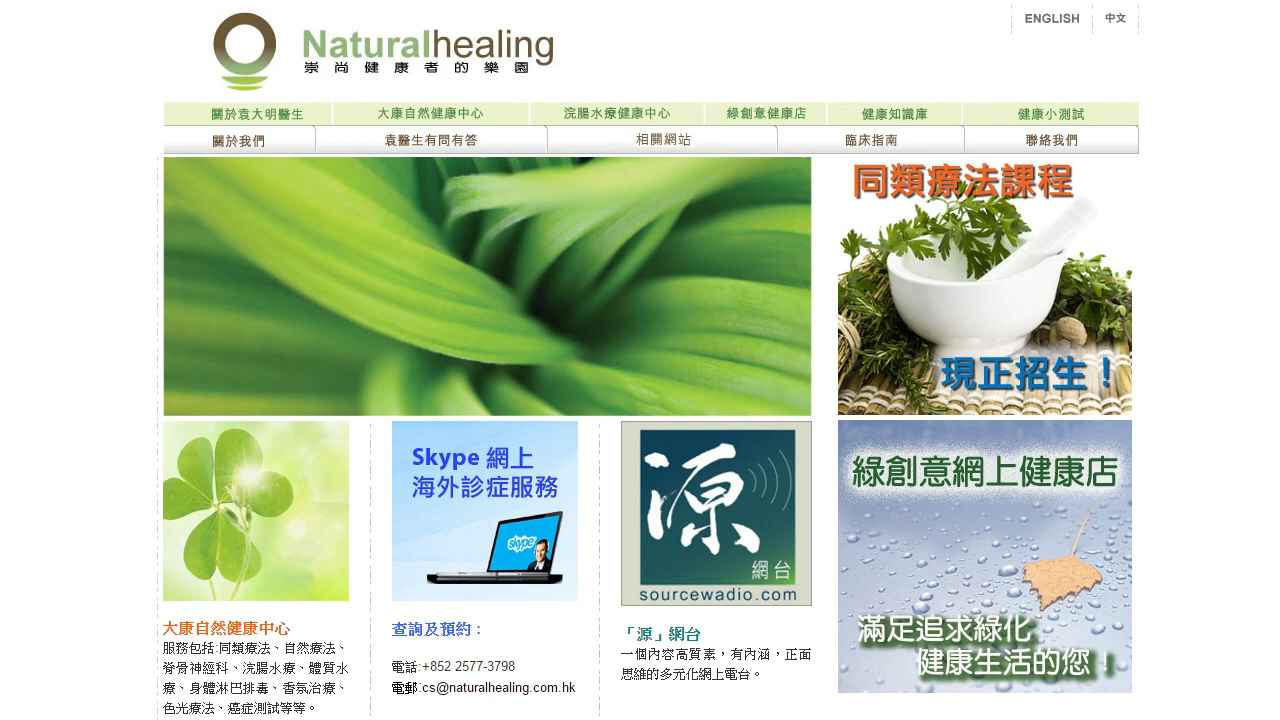 ENGLISH
中文
Naturalhealing
崇尚健康者的樂園
關於袁大明醫生
大康自然健康中心
浣腸水療健康中心
綠創意健康店
健康知識庫
健康小測試
關於我們
袁醫生有問有答
相關網站
臨床指南
聯絡我們
同類療法課程
現正招生！
Skype 網上
海外診症服務
skype
源
網台
sourcewadio.com
綠創意網上健康店
滿足追求綠化
健康生活的您！
大康自然健康中心
服務包括:同類療法、自然療法、
脊骨神經科、浣腸水療、體質水
療、身體淋巴排毒、香氛治療、
色光療法、癌症測試等等。
查詢及預約：
電話:+852 2577-3798
電郵:cs@naturalhealing.com.hk
「源」網台
一個內容高質素，有內涵，正面
思維的多元化網上電台。